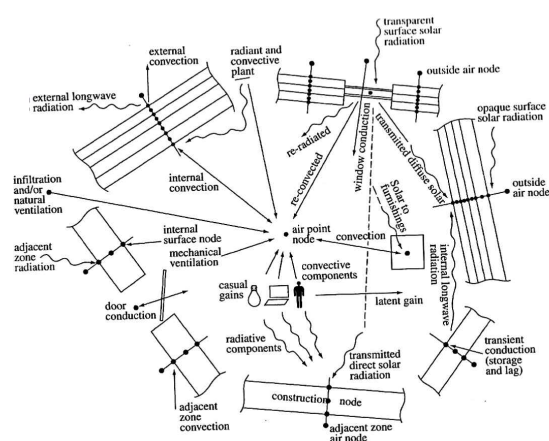 transparent
surface solar
radiation
external
convection
radiant and
convective
plant
outside air node
external longwave
radiation
opaque surface
solar radiation
re-radiated
window conduction
transmitted diffuse solar
re-convected
internal
convection
infiltration
and/or
natural
ventilation
Solar to
furnishings
outside
air node
air point
node
internal
surface node
convection
adjacent
zone
radiation
mechanical
ventilation
internal longwave
radiation
convective
components
casual
gains
door
conduction
latent gain
radiative
components
transmitted
direct solar
radiation
transient
conduction
(storage
and lag)
construction node
adjacent
zone
convection
adjacent zone
air node